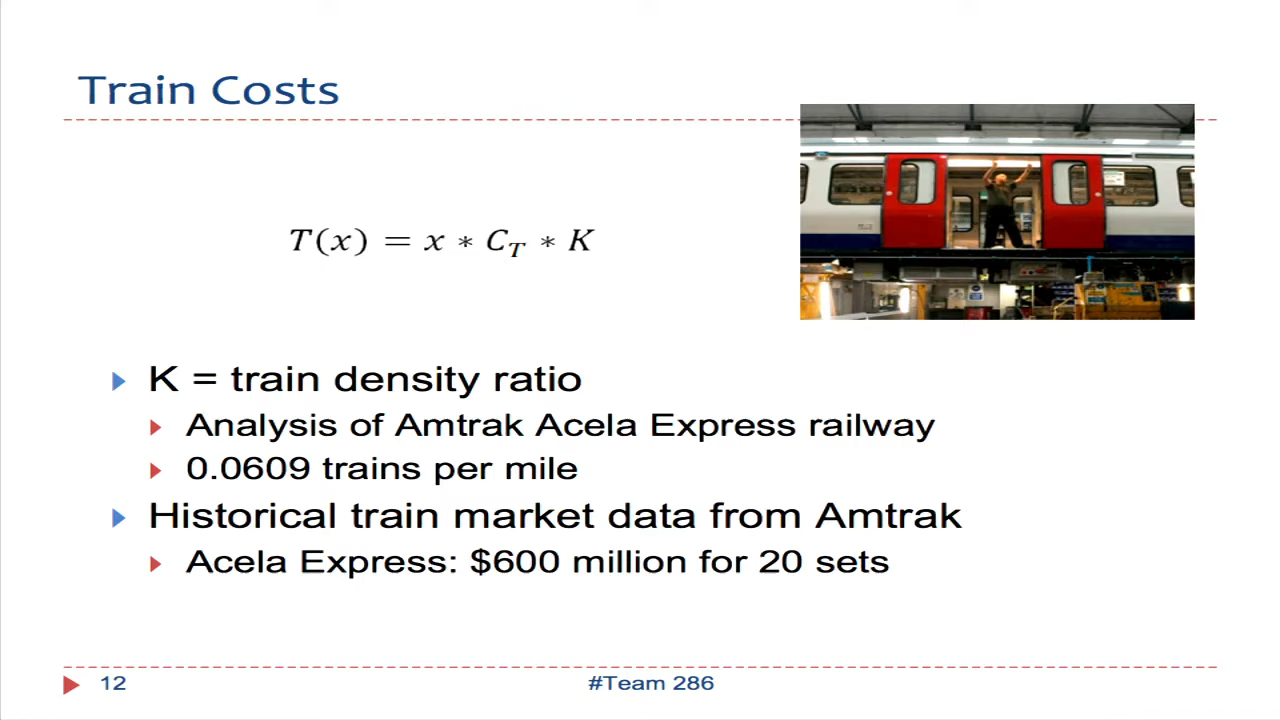 Train Costs
T(x) = x * C_T * K
K = train density ratio
Analysis of Amtrak Acela Express railway
0.0609 trains per mile
Historical train market data from Amtrak
Acela Express: $600 million for 20 sets
12
#Team 286